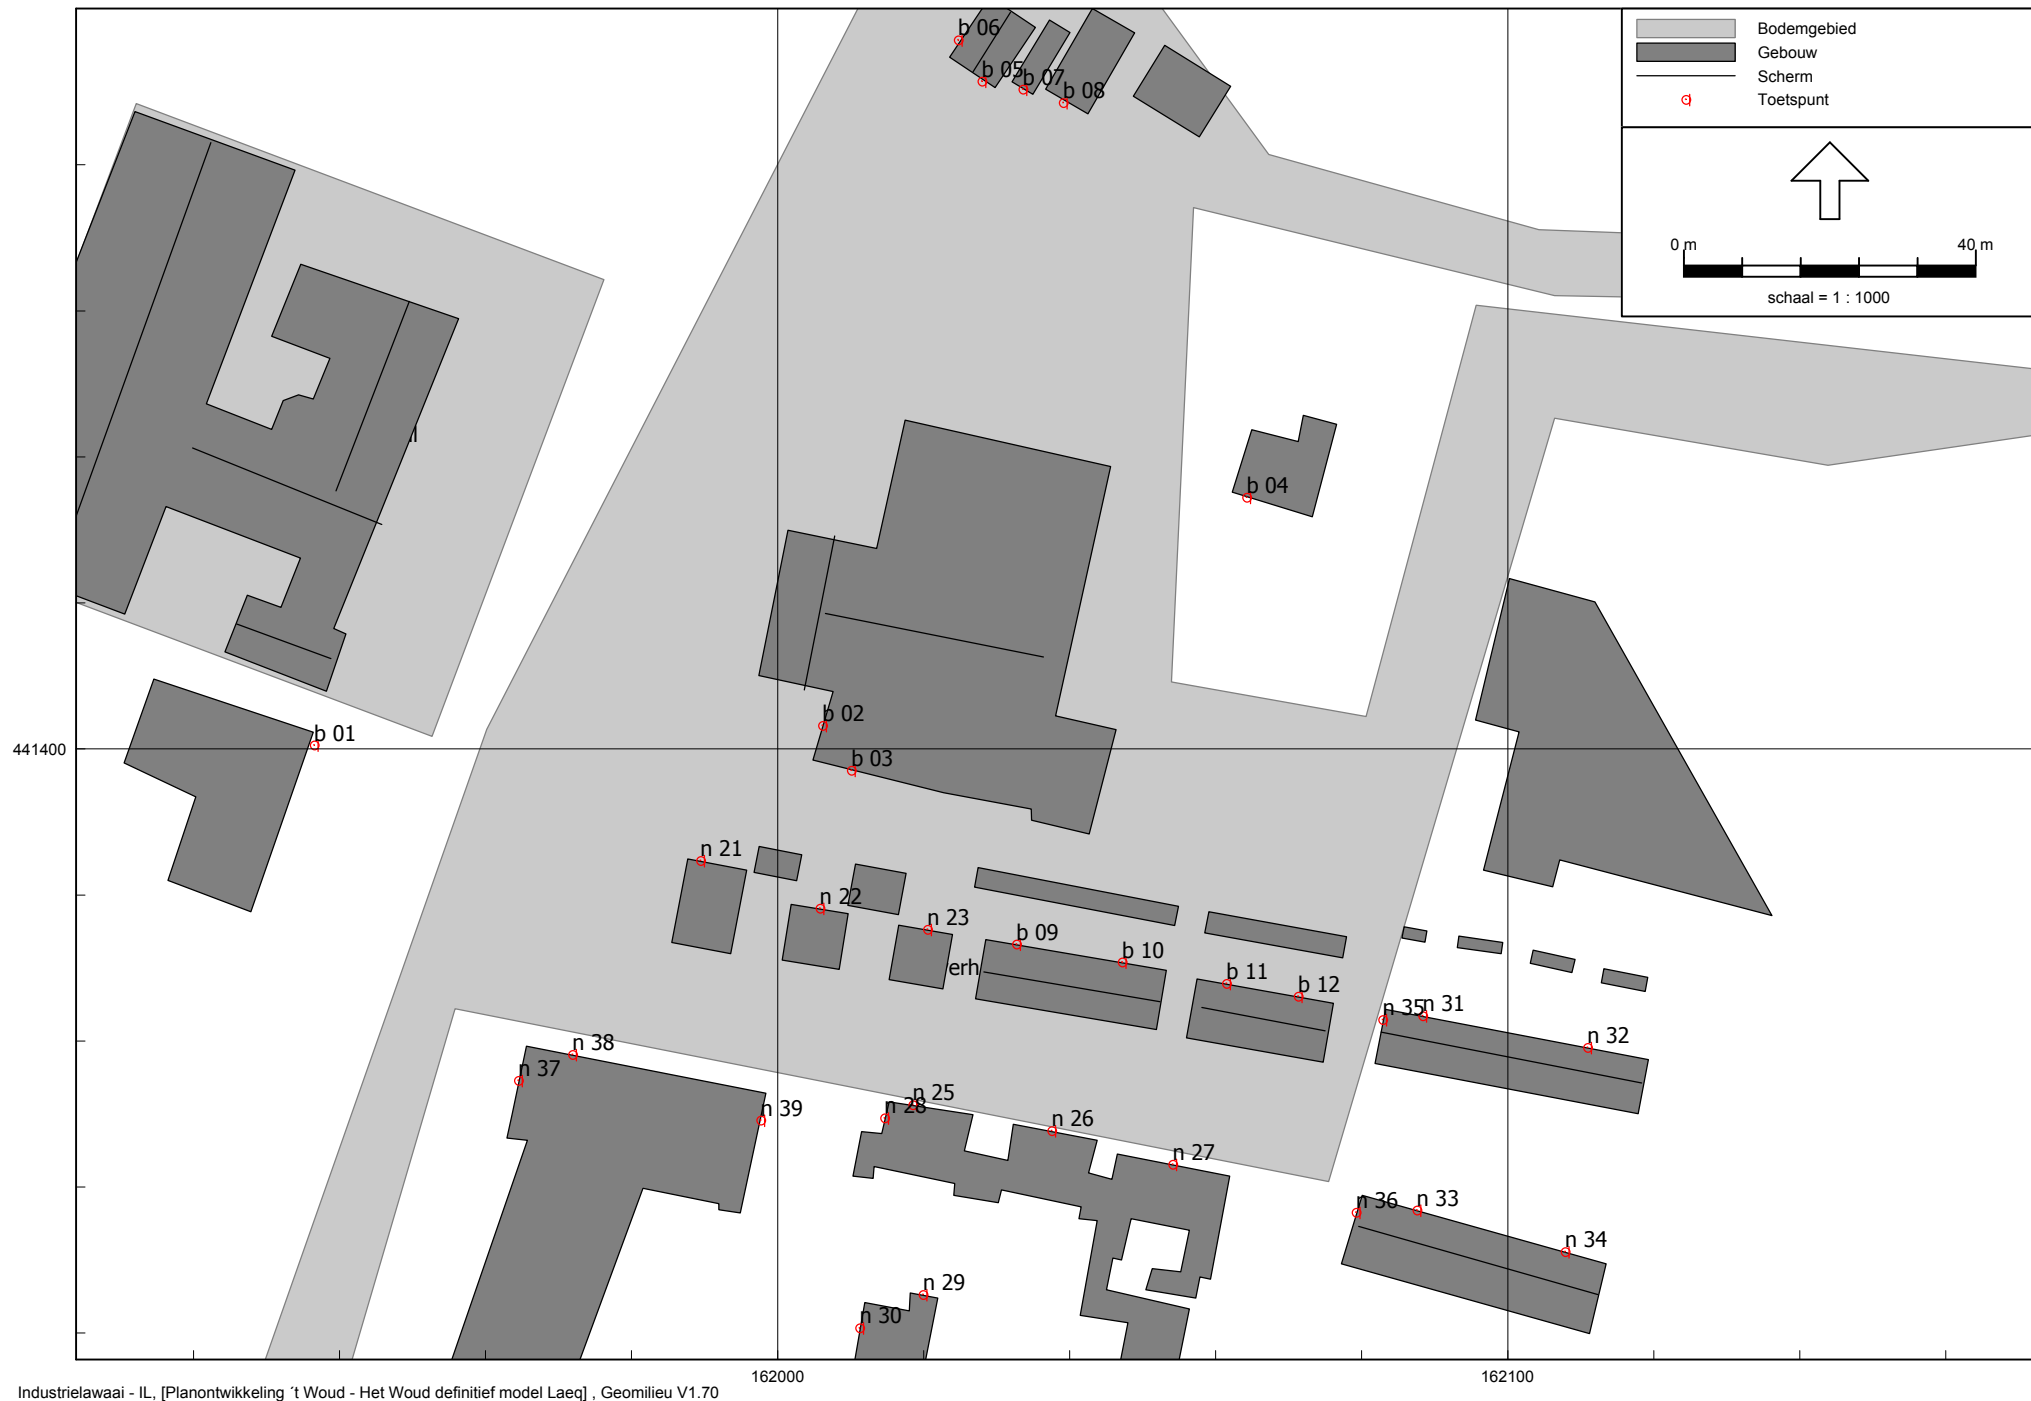 b 06
b 05
b 07
b 08
Bodemgebied
Gebouw
Scherm
Toetspunt
0 m
40 m
schaal = 1 : 1000
b 04
b 01
b 02
b 03
441400
n 21
n 22
n 23
erh
b 09
b 10
b 11
b 12
n 35
n 31
n 32
n 38
n 37
n 39
n 25
n 28
n 26
n 27
n 36
n 33
n 34
n 29
n 30
162000
162100
Industrielawaai - IL, [Planontwikkeling ´t Woud - Het Woud definitief model Laeq] , Geomilieu V1.70